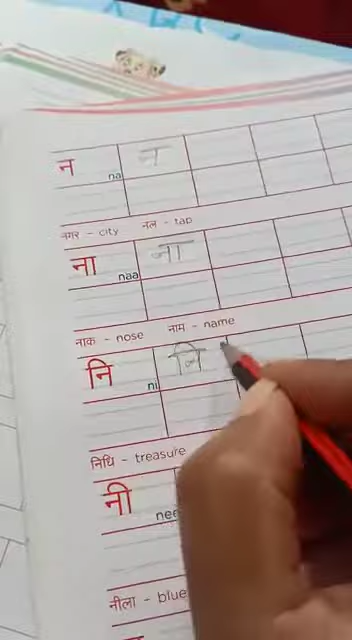 न na न
नगर - city नल - tap
ना naa ना
नाक - nose नाम - name
नि ni नि
निधि - treasure
नी nee
नीला - blue